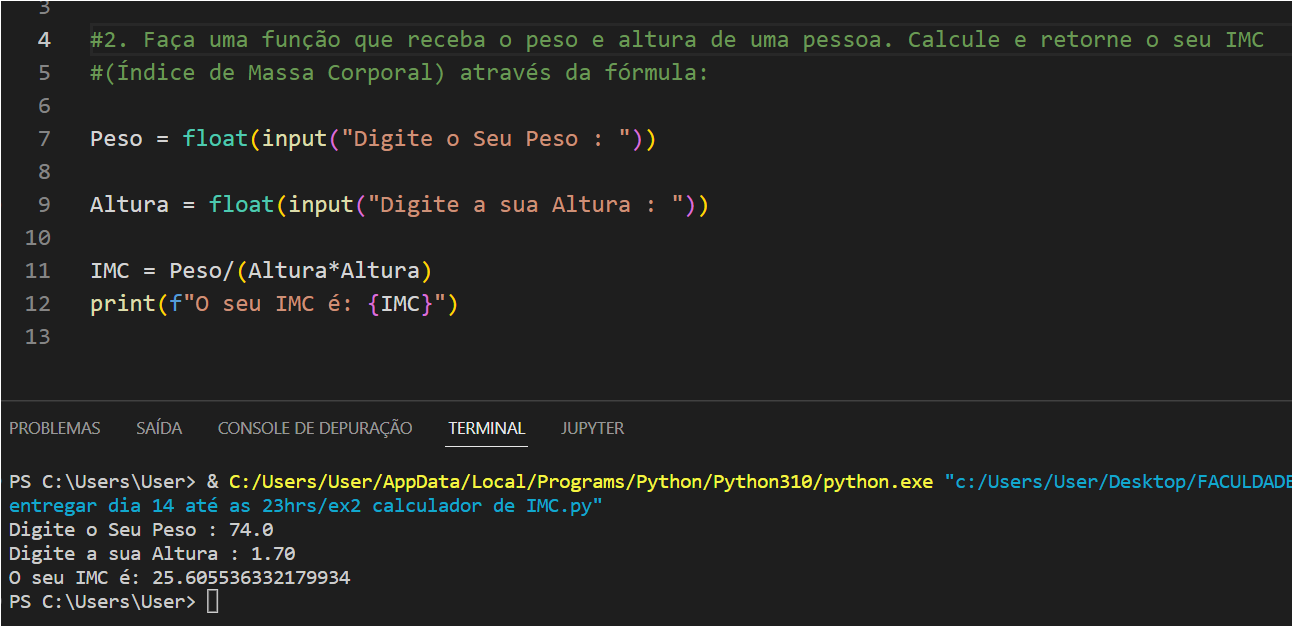 3
4 #2. Faça uma função que receba o peso e altura de uma pessoa. Calcule e retorne o seu IMC
5 #(Índice de Massa Corporal) através da fórmula:
6
7 Peso = float(input("Digite o Seu Peso : "))
8
9 Altura = float(input("Digite a sua Altura : "))
10
11 IMC = Peso/(Altura*Altura)
12 print(f"O seu IMC é: {IMC}")
13
PROBLEMAS SAÍDA CONSOLE DE DEPURAÇÃO TERMINAL JUPYTER
PS C:\Users\User> & C:/Users/User/AppData/Local/Programs/Python/Python310/python.exe "c:/Users/User/Desktop/FACULDADE
entregar dia 14 até as 23hrs/ex2 calculador de IMC.py"
Digite o Seu Peso : 74.0
Digite a sua Altura : 1.70
O seu IMC é: 25.605536332179934
PS C:\Users\User>